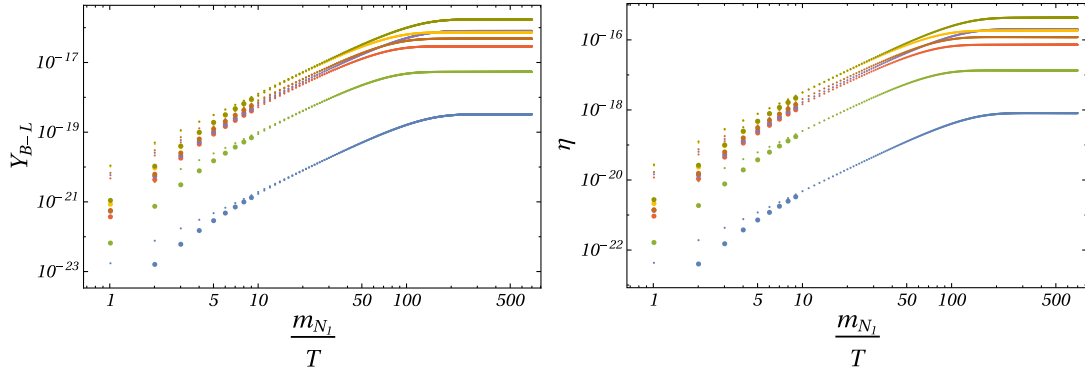 Y_{B-L}
10^{-17}
10^{-19}
10^{-21}
10^{-23}
1 5 10 50 100 500
m_{N_1}
T
η
10^{-16}
10^{-18}
10^{-20}
10^{-22}
1 5 10 50 100 500
m_{N_1}
T